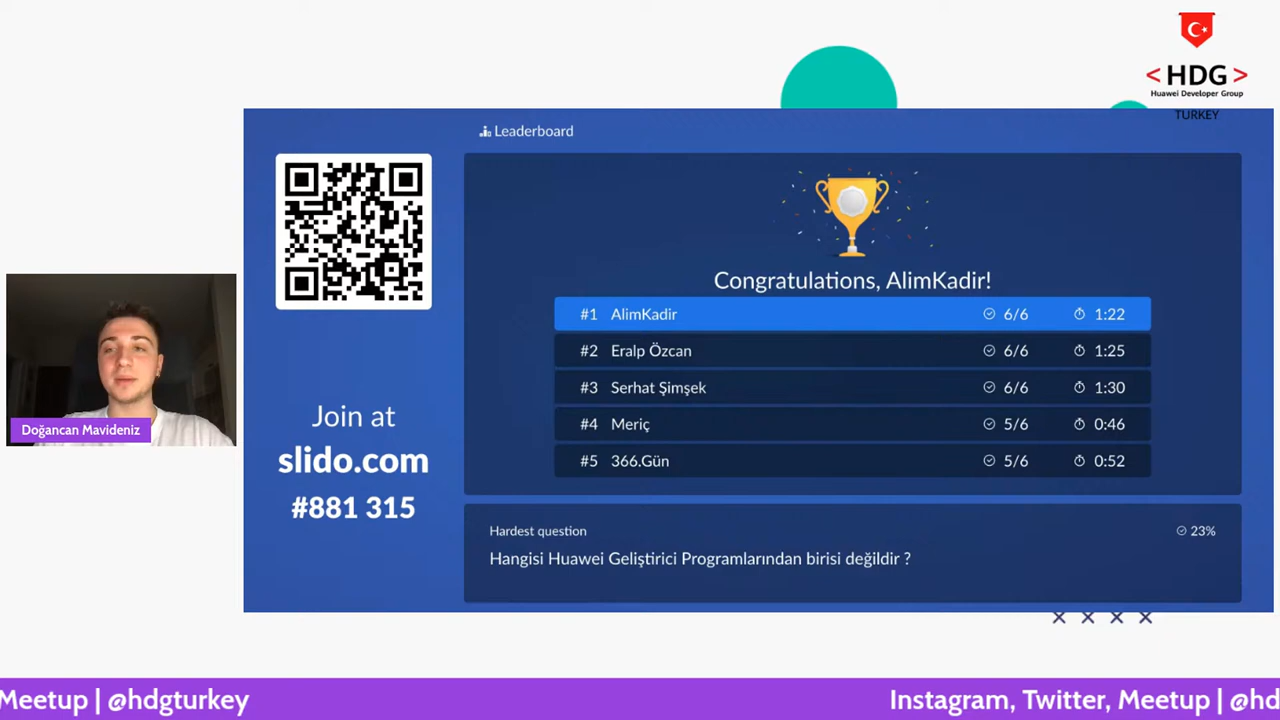 < HDG >
Huawei Developer Group
TURKEY
Leaderboard
Congratulations, AlimKadir!
#1 AlimKadir 6/6 1:22
#2 Eralp Özcan 6/6 1:25
#3 Serhat Şimşek 6/6 1:30
#4 Meriç 5/6 0:46
#5 366.Gün 5/6 0:52
Join at
slido.com
#881 315
Doğancan Mavideniz
Hardest question 23%
Hangisi Huawei Geliştirici Programlarından birisi değildir ?
Meetup | @hdgturkey
Instagram, Twitter, Meetup | @hd